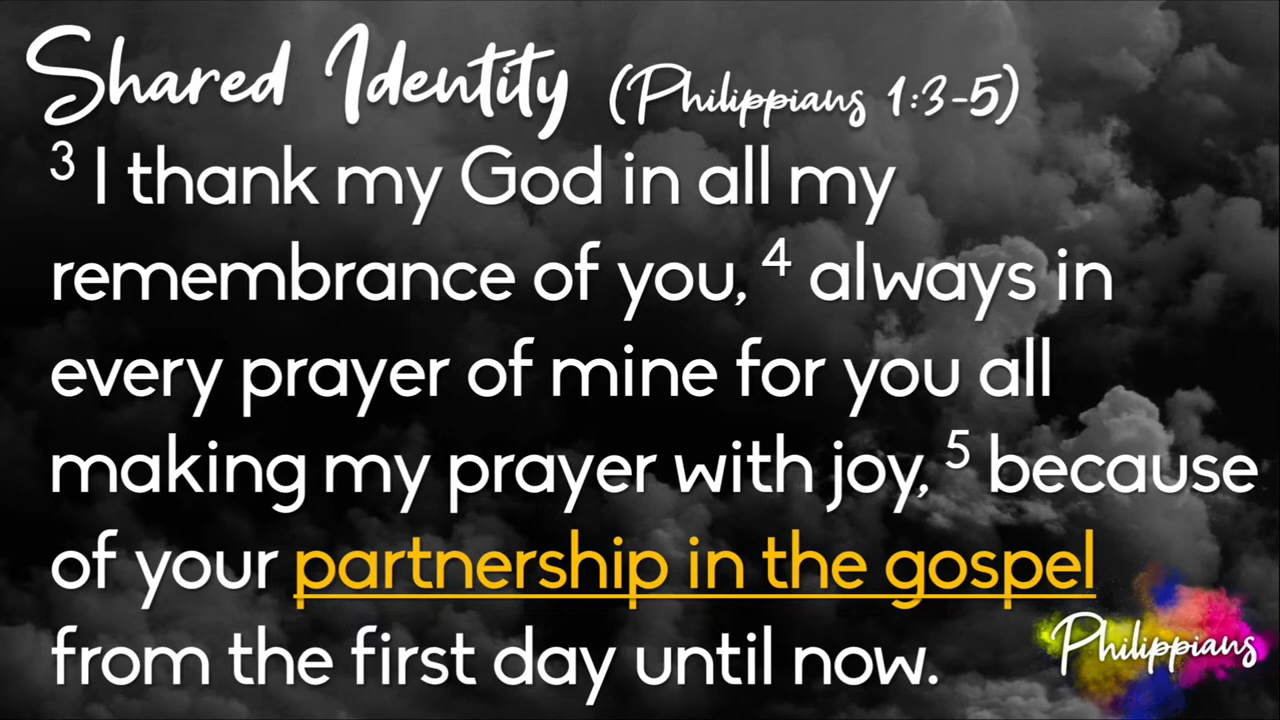 Shared Identity (Philippians 1:3-5)
3 I thank my God in all my
remembrance of you, 4 always in
every prayer of mine for you all
making my prayer with joy, 5 because
of your partnership in the gospel
from the first day until now.
Philippians